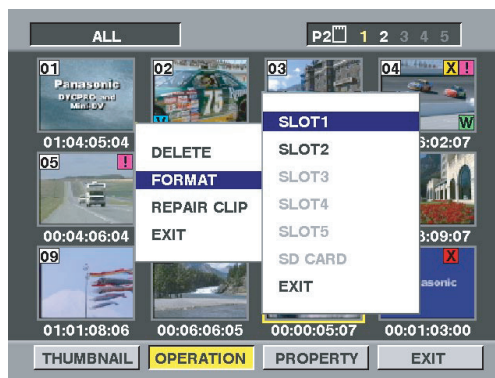 ALL
P2 1 2 3 4 5
01
Panasonic
DVCPRO and
Mini-DV
01:04:05:04
02
V
03
04 X !
W
5:02:07
05 !
00:04:06:04
3:09:07
DELETE
FORMAT
REPAIR CLIP
EXIT
SLOT1
SLOT2
SLOT3
SLOT4
SLOT5
SD CARD
EXIT
09
01:01:08:06
00:06:06:05
00:00:05:07
X
asonic
00:01:03:00
THUMBNAIL
OPERATION
PROPERTY
EXIT